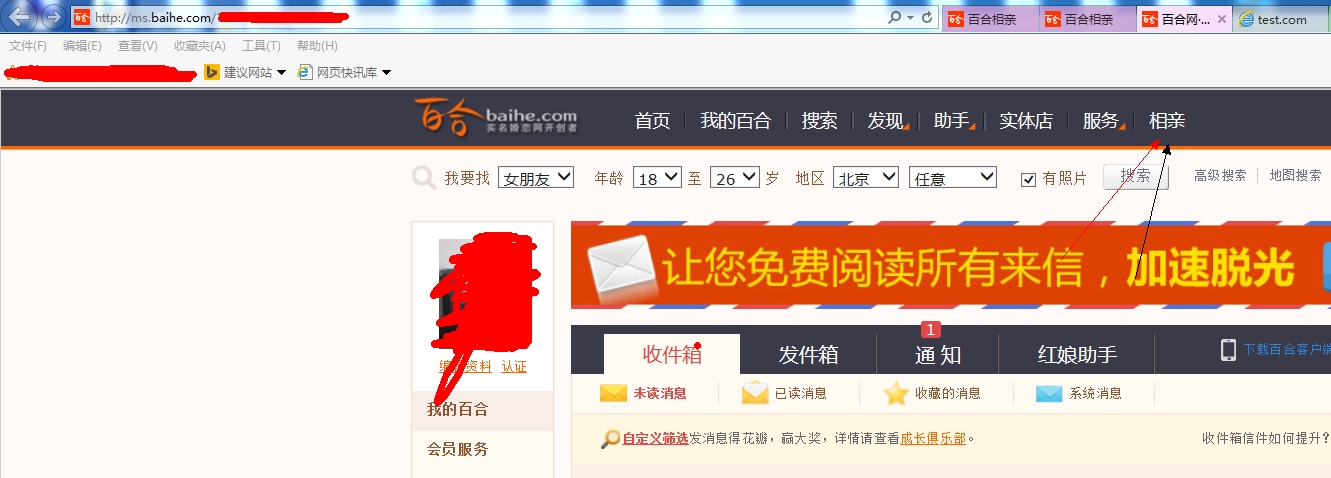 http://ms.baihe.com/
百合相亲
百合相亲
百合网·...
test.com
文件(F) 编辑(E) 查看(V) 收藏夹(A) 工具(T) 帮助(H)
建议网站 网页快讯库
百合 baihe.com
实名婚恋网开创者
首页 我的百合 搜索 发现 助手 实体店 服务 相亲
我要找 女朋友 年龄 18 至 26 岁 地区 北京 任意 有照片 搜索 高级搜索 地图搜索
让您免费阅读所有来信，加速脱光
1
收件箱 发件箱 通 知 红娘助手 下载百合客户端
未读消息 已读消息 收藏的消息 系统消息
资料 认证
我的百合
会员服务
自定义筛选发消息得花瓣，赢大奖，详情请查看成长俱乐部。 收件箱信件如何提升?